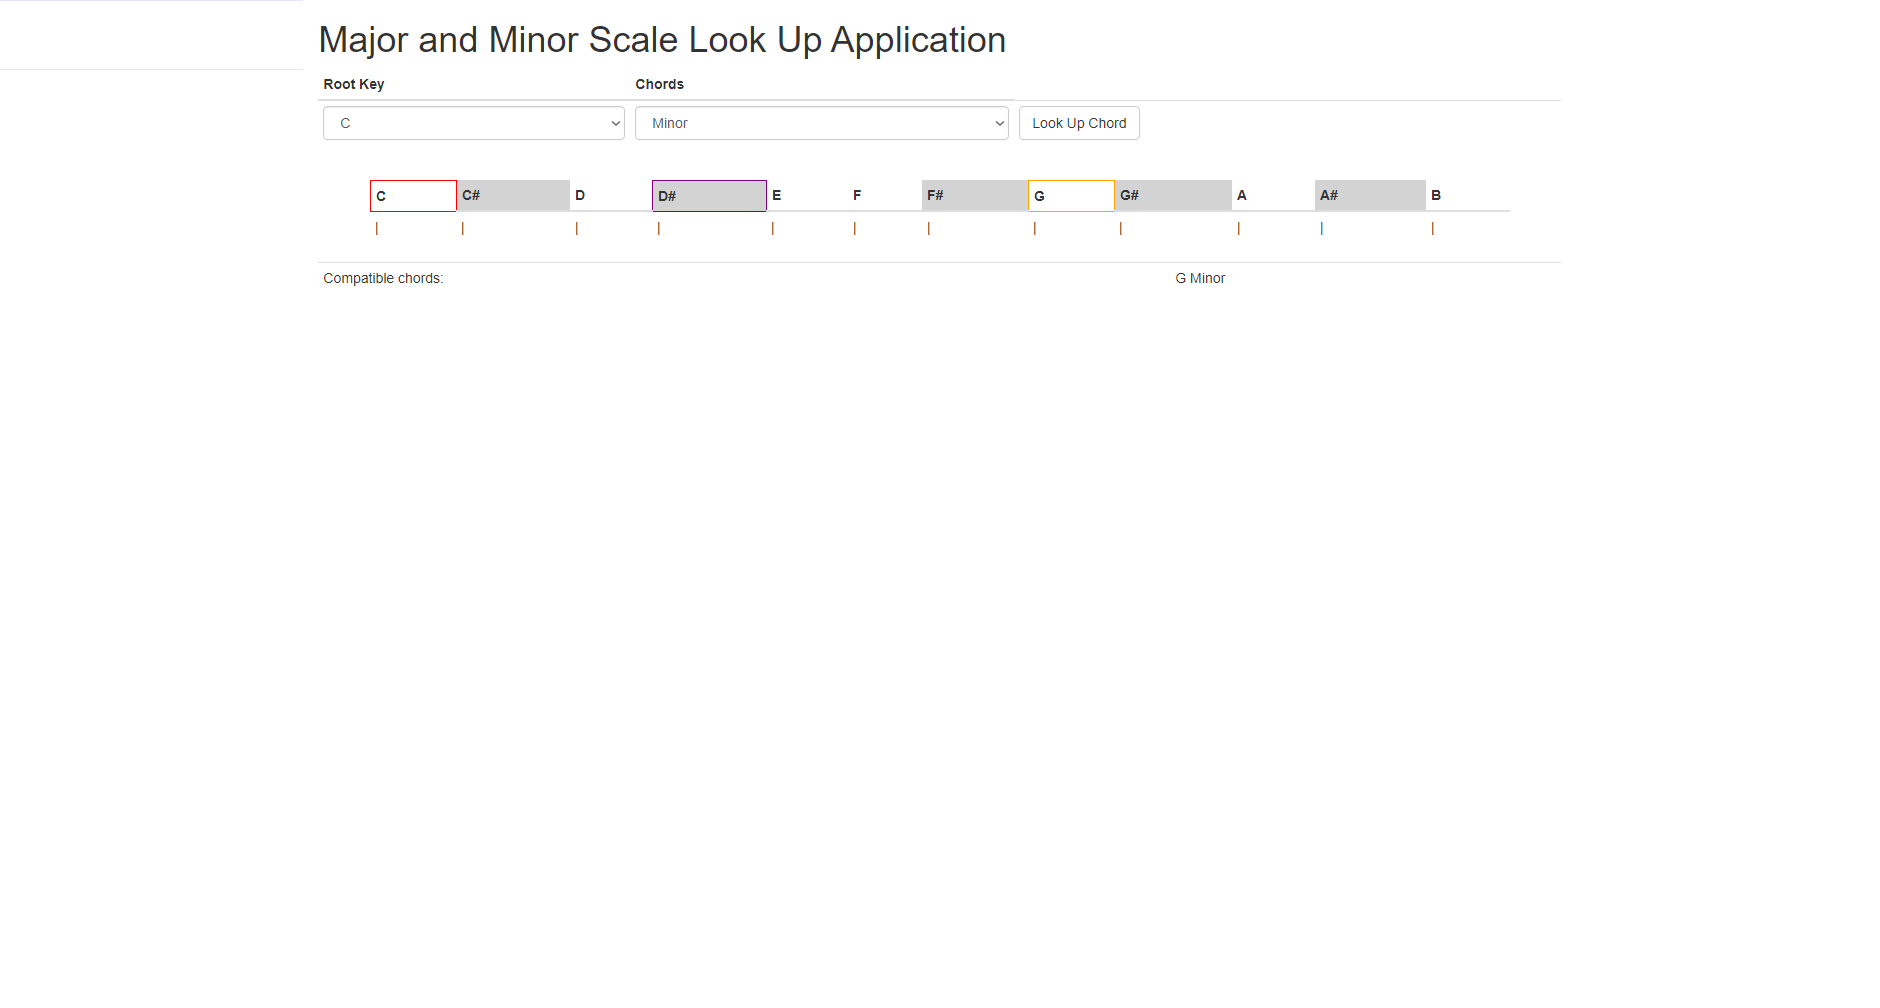 Major and Minor Scale Look Up Application
Root Key Chords
C Minor Look Up Chord
C C# D D# E F F# G G# A A# B
| | | | | | | | | | | |
Compatible chords: G Minor